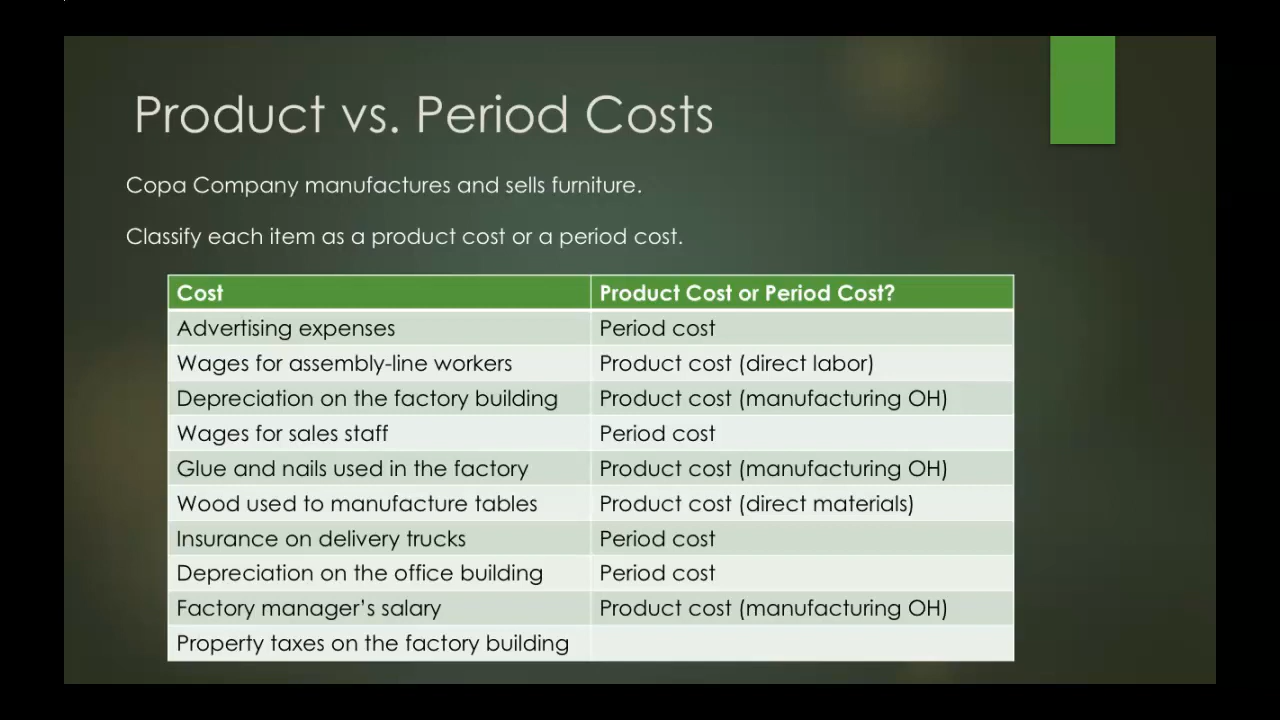 Product vs. Period Costs
Copa Company manufactures and sells furniture.
Classify each item as a product cost or a period cost.
Cost Product Cost or Period Cost?
Advertising expenses Period cost
Wages for assembly-line workers Product cost (direct labor)
Depreciation on the factory building Product cost (manufacturing OH)
Wages for sales staff Period cost
Glue and nails used in the factory Product cost (manufacturing OH)
Wood used to manufacture tables Product cost (direct materials)
Insurance on delivery trucks Period cost
Depreciation on the office building Period cost
Factory manager’s salary Product cost (manufacturing OH)
Property taxes on the factory building